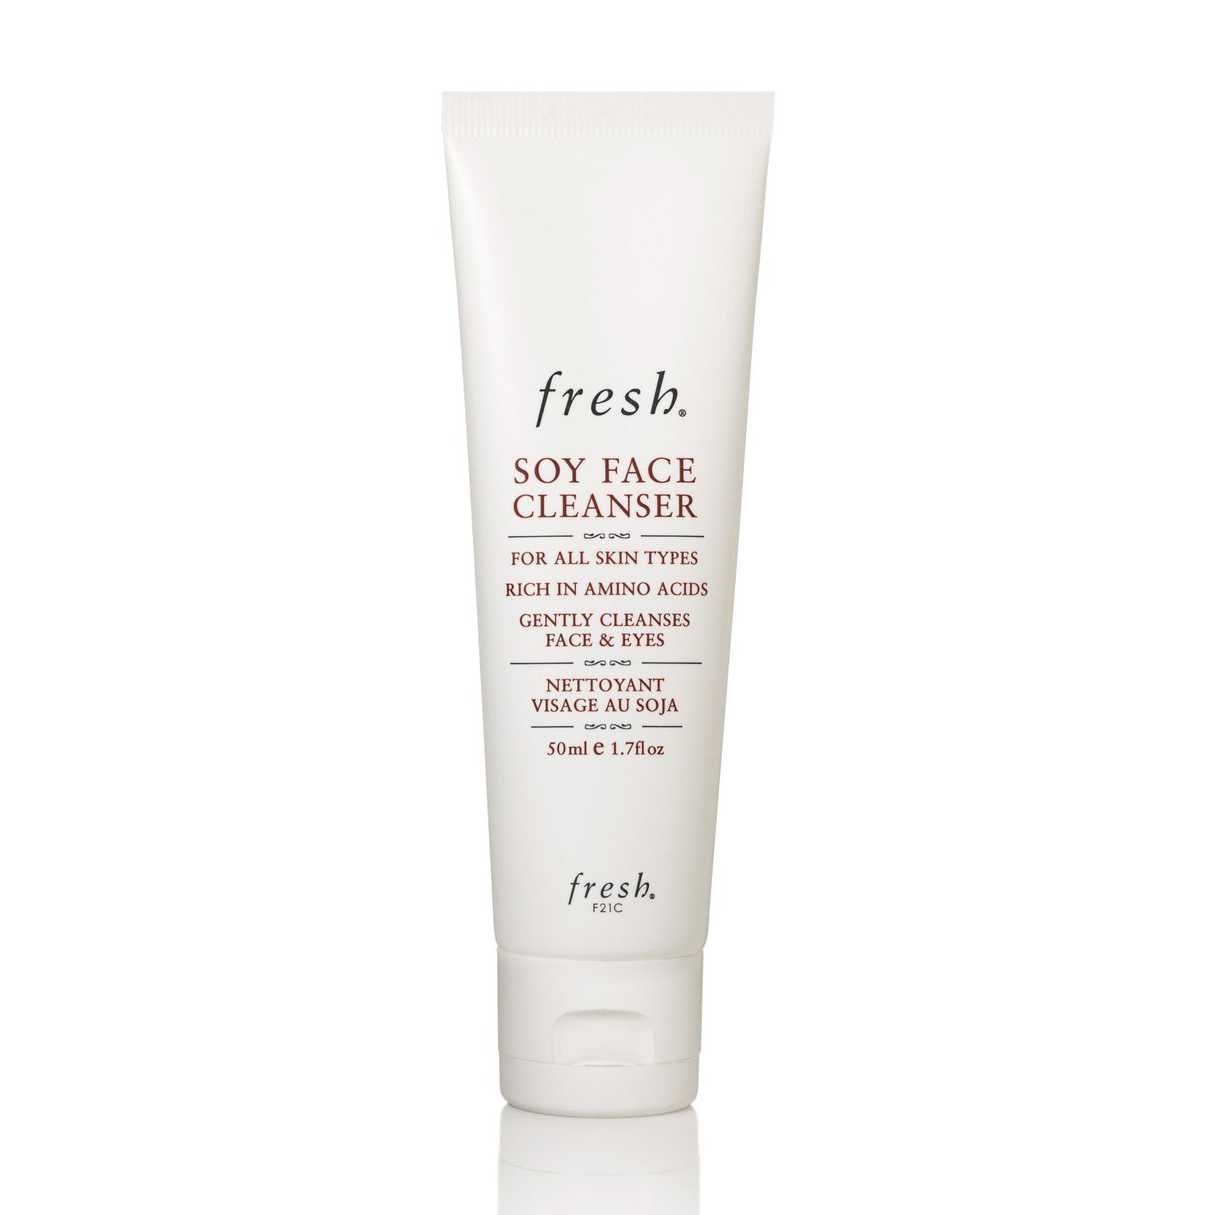 fresh®
SOY FACE
CLEANSER
FOR ALL SKIN TYPES
RICH IN AMINO ACIDS
GENTLY CLEANSES
FACE & EYES
NETTOYANT
VISAGE AU SOJA
50ml e 1.7fl oz
fresh®
F21C